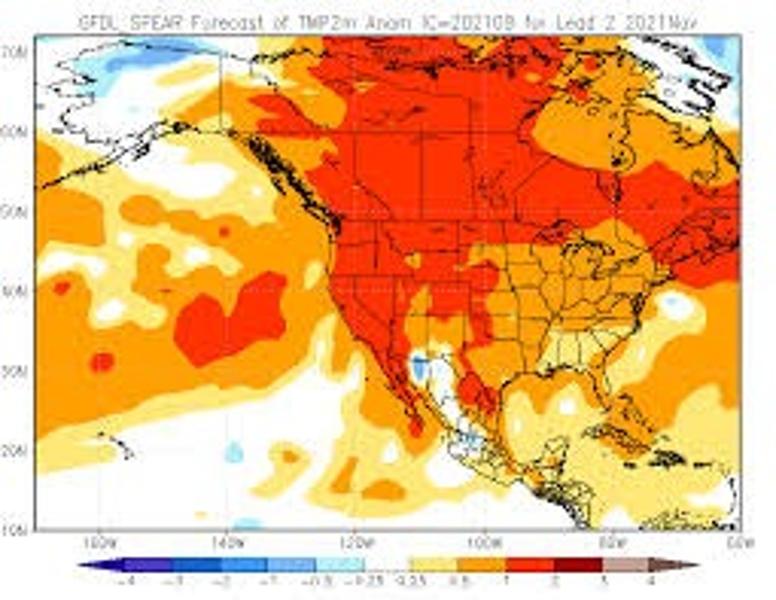 GFDL SPEAR Forecast of TMP2m Anom IC=202109 for Lead 2 2021Nov
70N
60N
50N
40N
30N
20N
10N
160W 140W 120W 100W 80W 60W
-4 -3 -2 -1 -0.5 -0.25 0.25 0.5 1 2 3 4